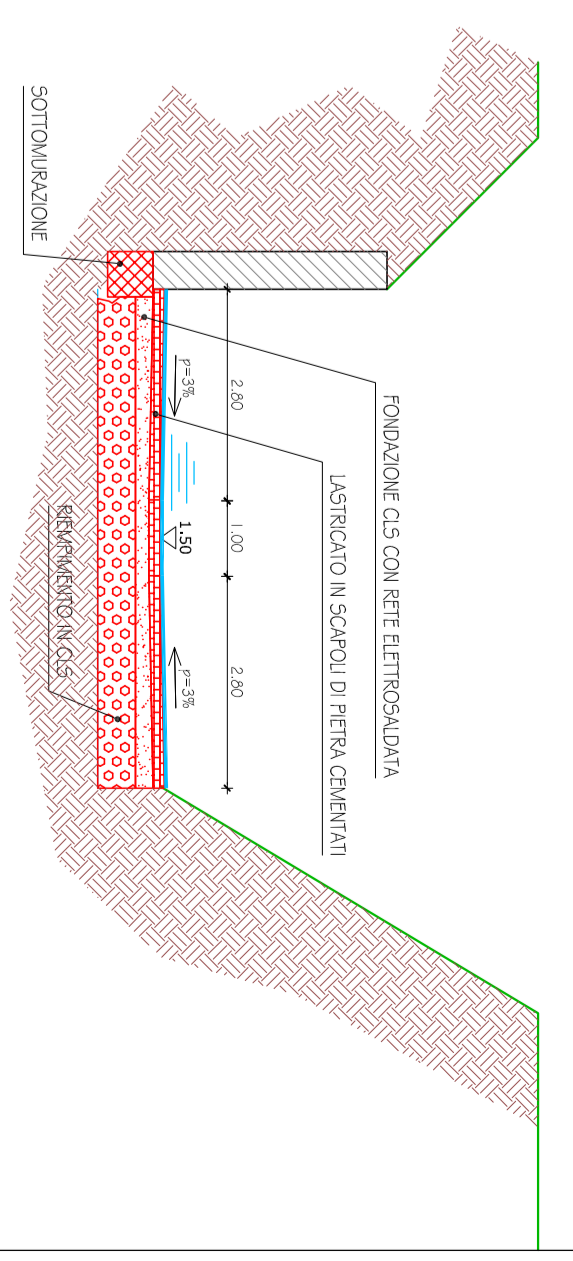 FONDAZIONE CLS CON RETE ELETTROSALDATA
LASTRICATO IN SCAPOLI DI PIETRA CEMENTATI
2.80
1.00
2.80
p=3%
1.50
p=3%
SOTTOMURAZIONE
RIEMPIMENTO IN CLS